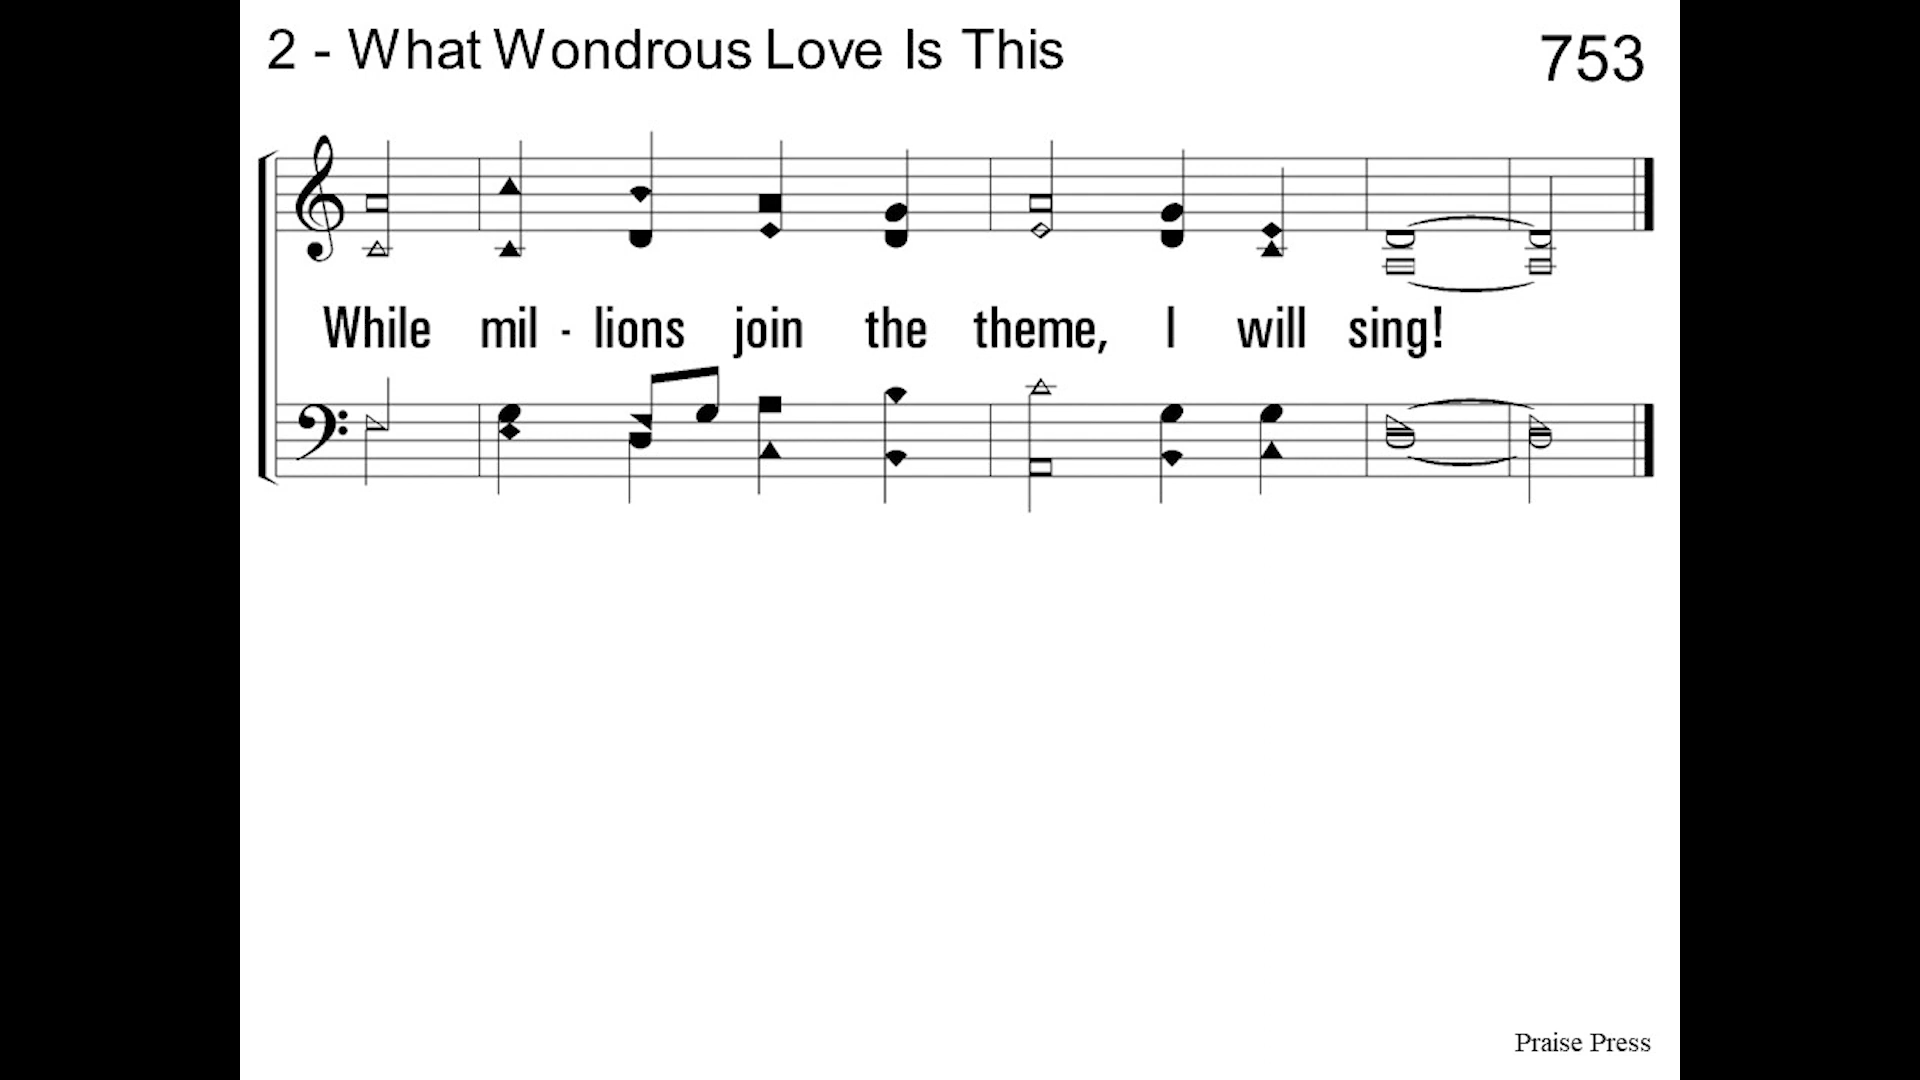 2 - What Wondrous Love Is This
753
While mil - lions join the theme, I will sing!
Praise Press